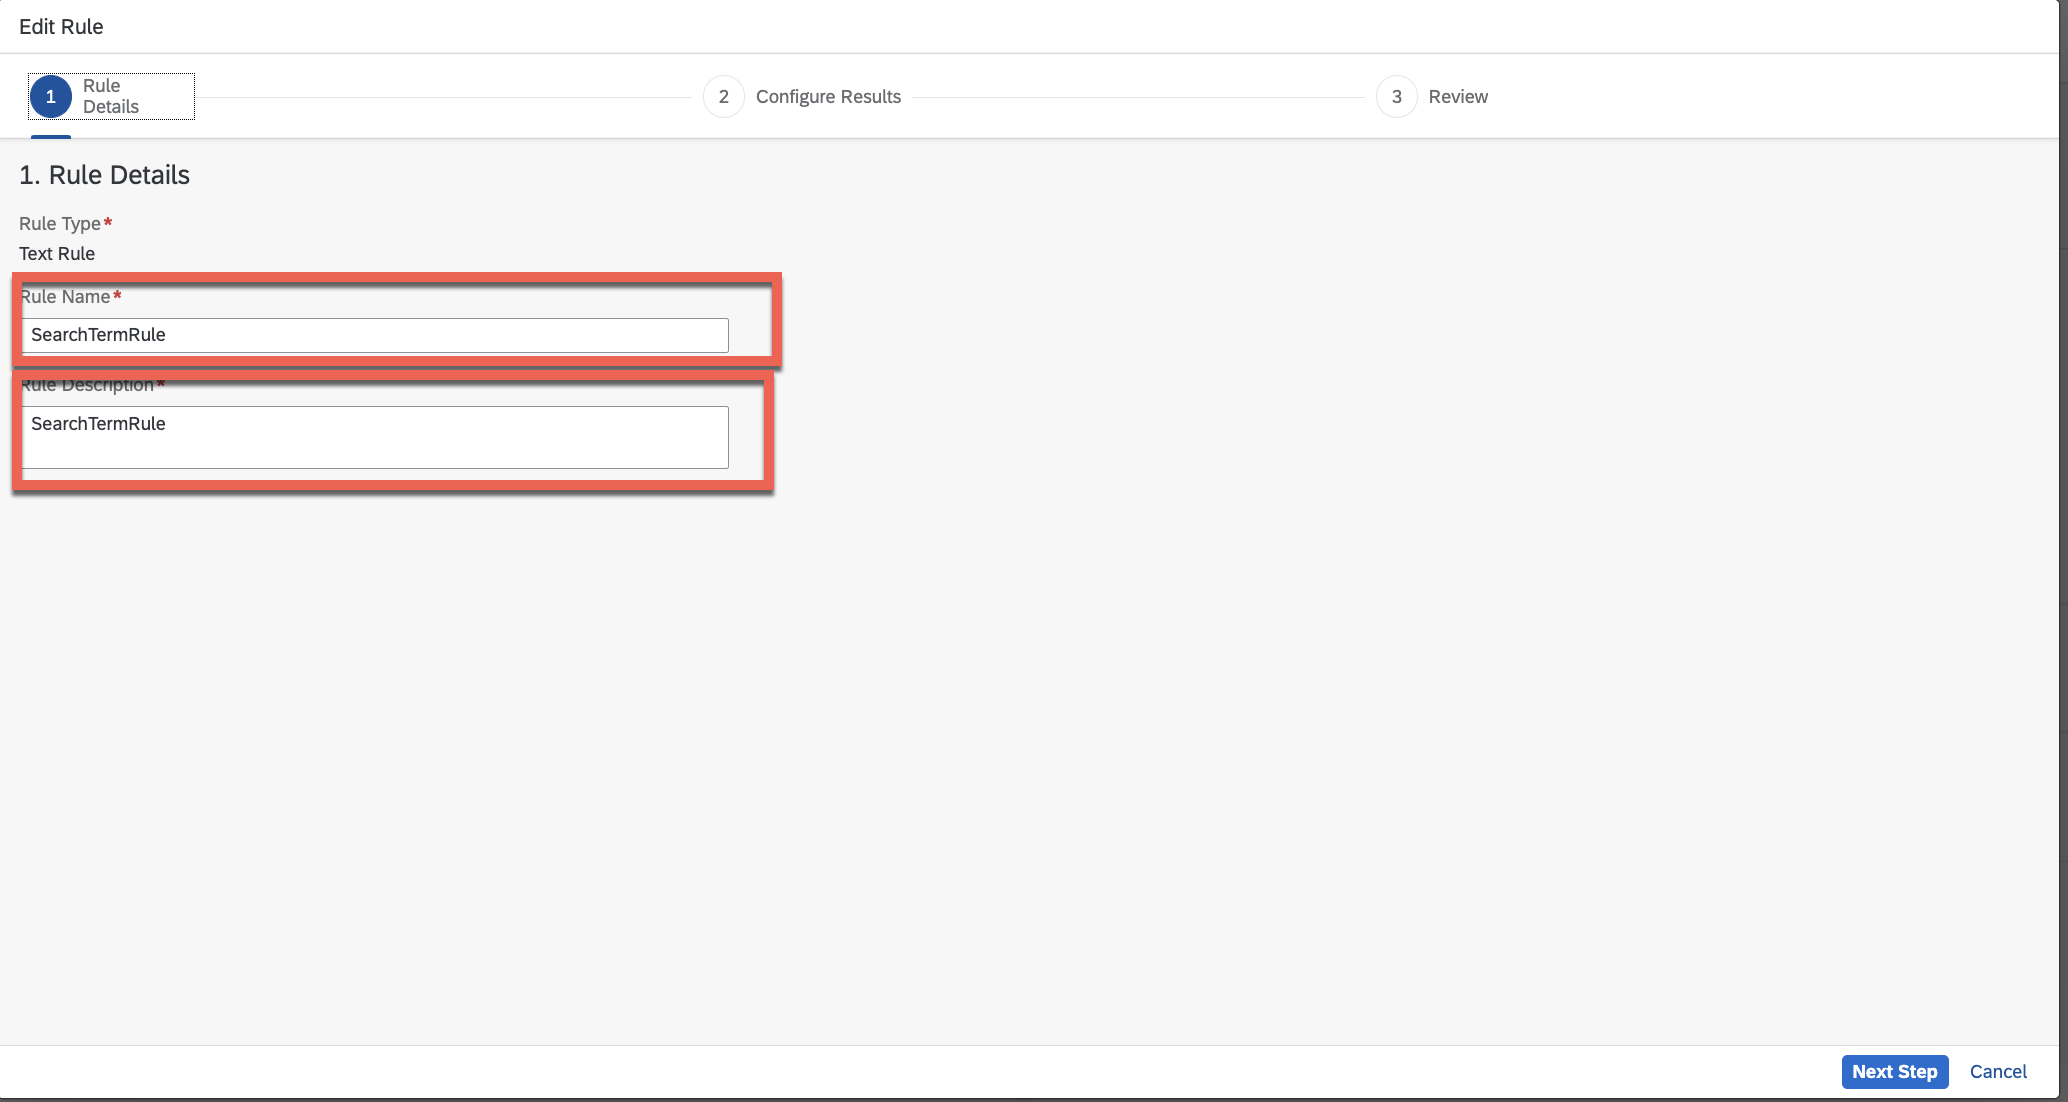 Edit Rule
1 Rule Details
2 Configure Results
3 Review
1. Rule Details
Rule Type*
Text Rule
Rule Name*
SearchTermRule
Rule Description*
SearchTermRule
Next Step Cancel